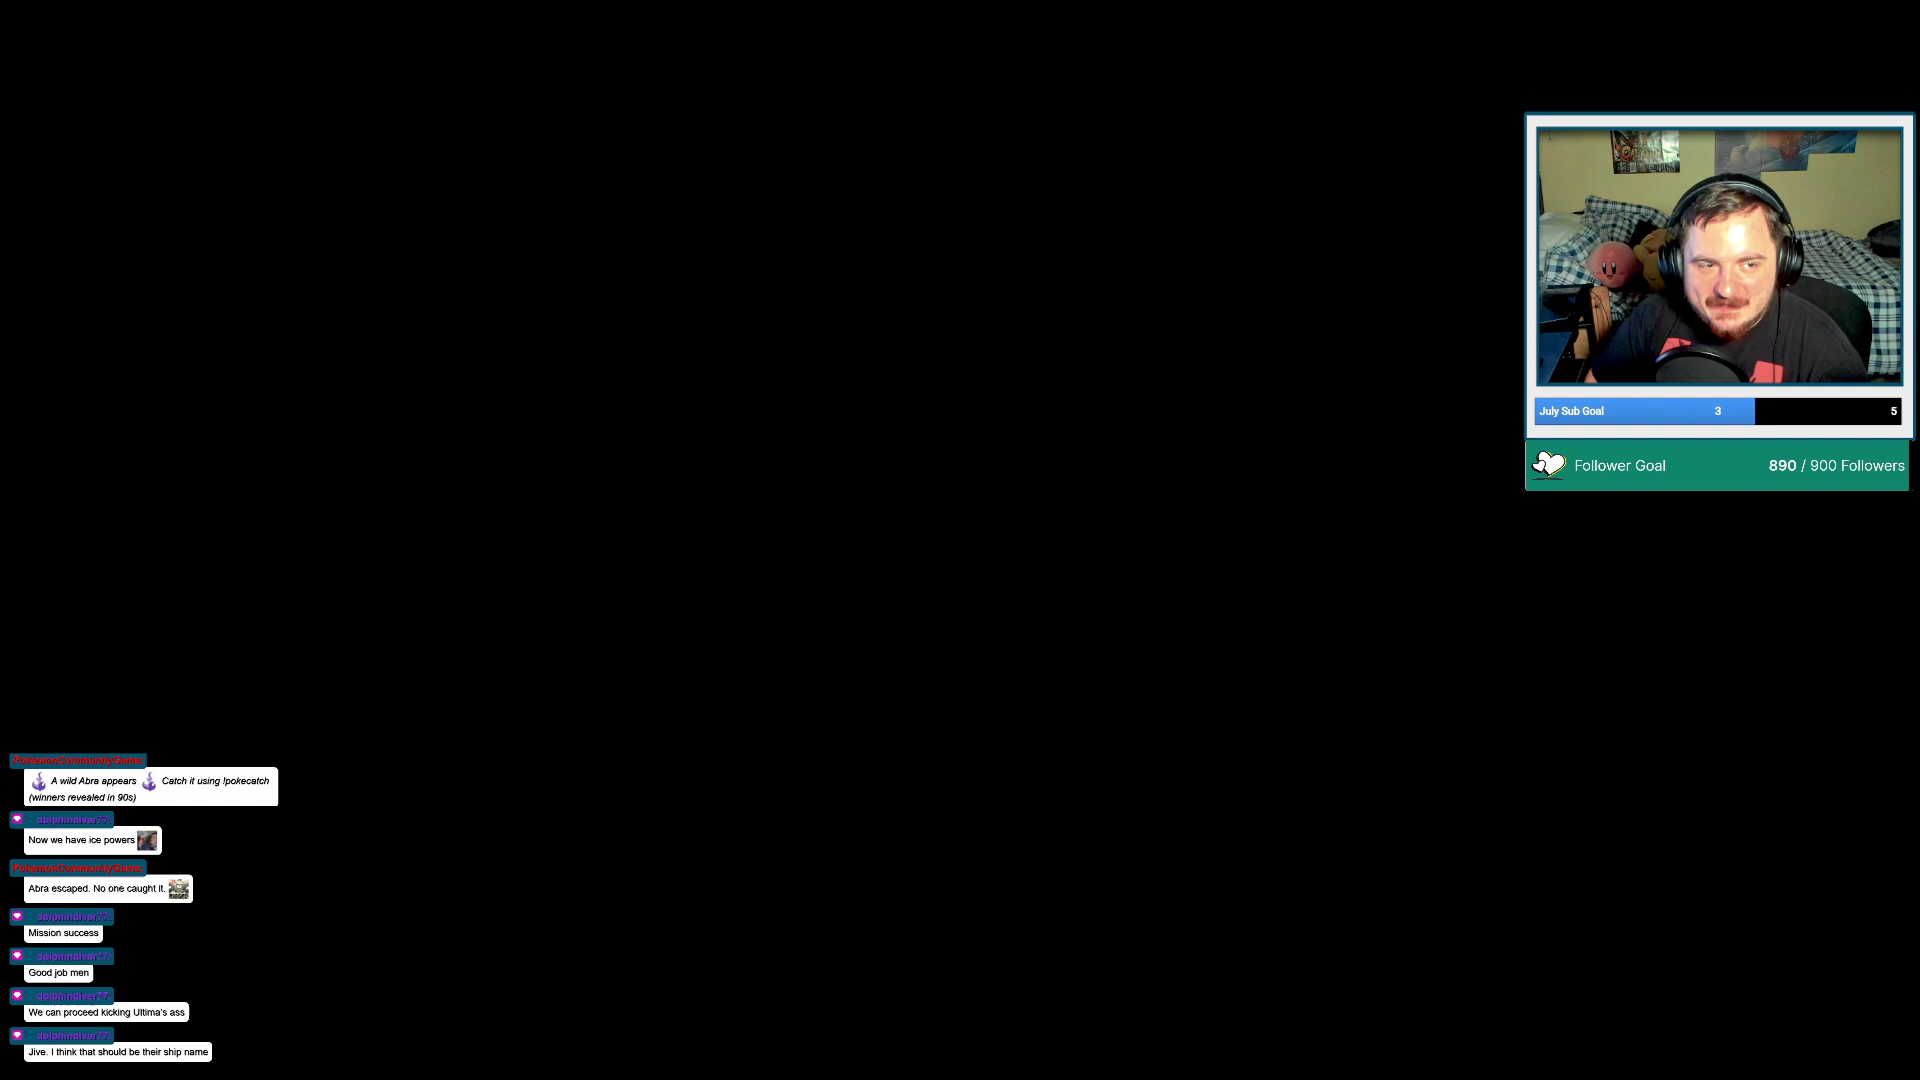 July Sub Goal 3 5
Follower Goal 890 / 900 Followers
PokemonCommunityGame:
A wild Abra appears Catch it using !pokecatch
(winners revealed in 90s)
dolphindiver77:
Now we have ice powers
PokemonCommunityGame:
Abra escaped. No one caught it.
dolphindiver77:
Mission success
dolphindiver77:
Good job men
dolphindiver77:
We can proceed kicking Ultima's ass
dolphindiver77:
Jive. I think that should be their ship name